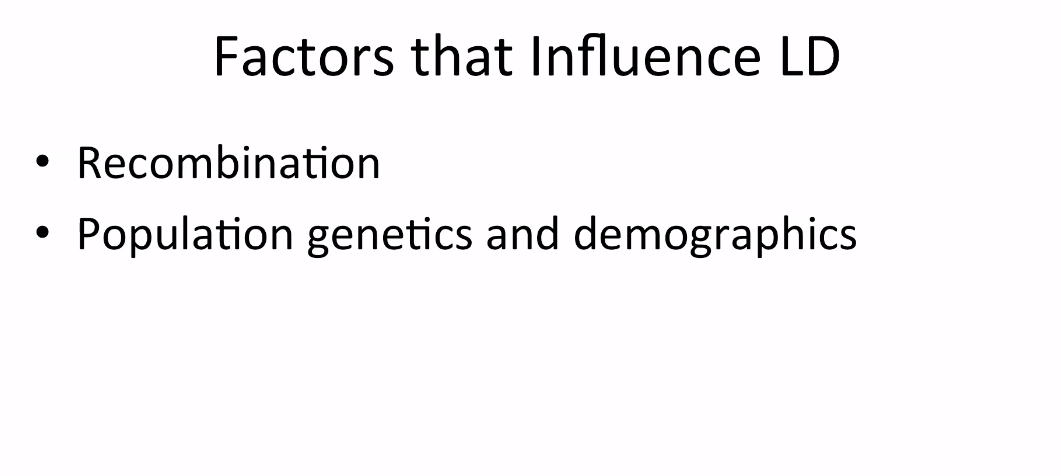 Factors that Influence LD
• Recombination
• Population genetics and demographics